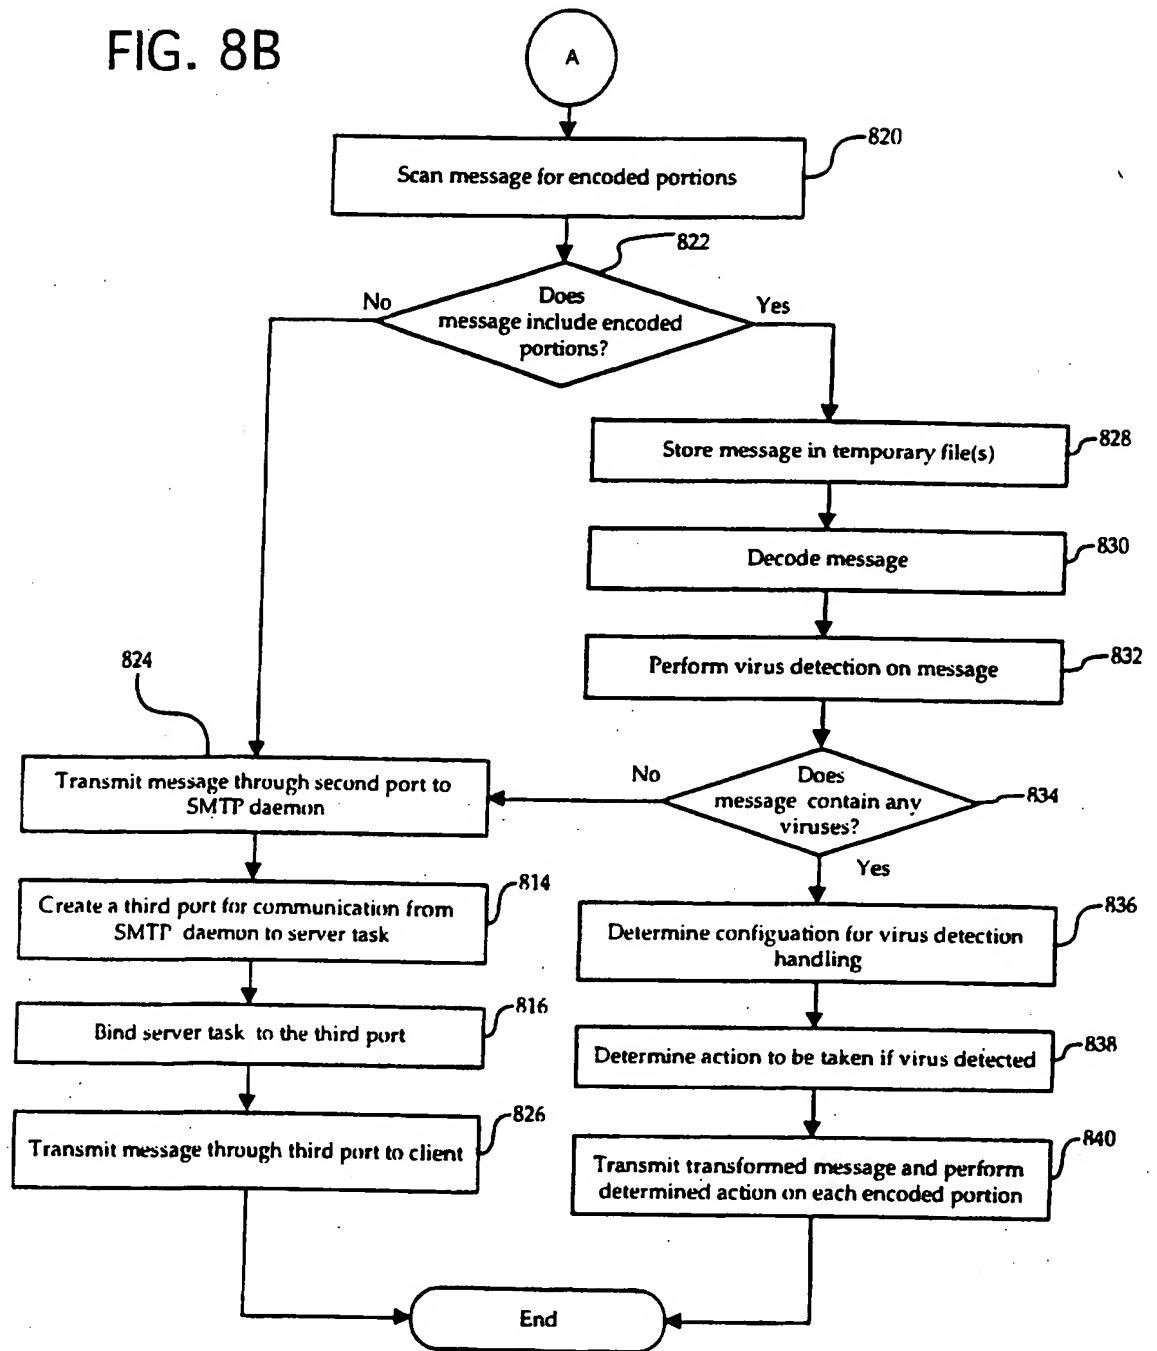 FIG. 8B
A
820
Scan message for encoded portions
822
No
Does
message include encoded
portions?
Yes
Store message in temporary file(s)
828
Decode message
830
Perform virus detection on message
832
824
Transmit message through second port to
SMTP daemon
No
Does
message contain any
viruses?
834
Yes
814
Create a third port for communication from
SMTP daemon to server task
836
Determine configuation for virus detection
handling
816
Bind server task to the third port
Determine action to be taken if virus detected
838
826
Transmit message through third port to client
840
Transmit transformed message and perform
determined action on each encoded portion
End